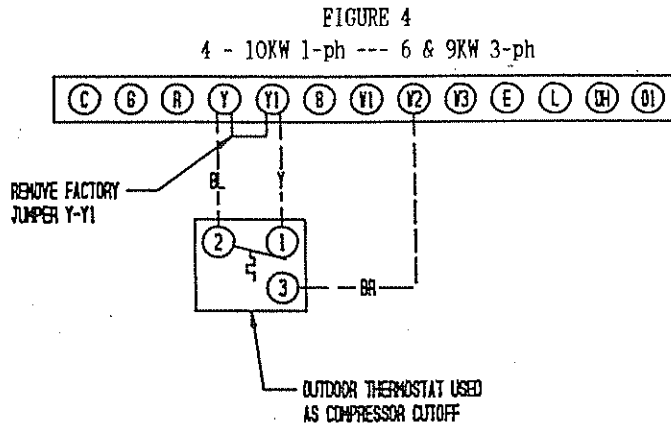 FIGURE 4
4 - 10KW 1-ph --- 6 & 9KW 3-ph
C G R Y Y1 B W1 W2 W3 E L DH O1
REMOVE FACTORY
JUMPER Y-Y1
BL Y
2 1
3
BR
OUTDOOR THERMOSTAT USED
AS COMPRESSOR CUTOFF